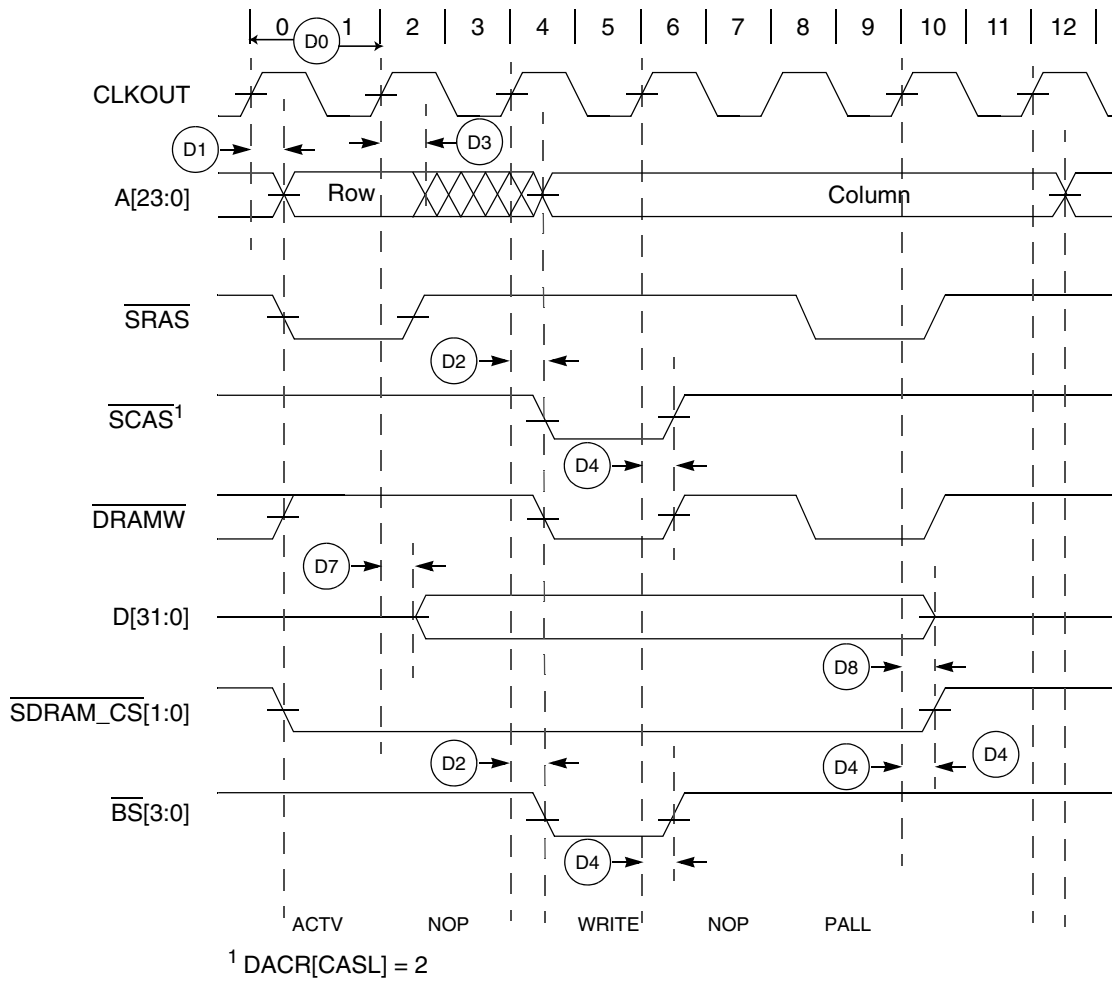 0 1 2 3 4 5 6 7 8 9 10 11 12
D0
CLKOUT
D1 D3
A[23:0] Row Column
SRAS
D2
SCAS1
D4
DRAMW
D7
D[31:0]
D8
SDRAM_CS[1:0]
D2 D4 D4
BS[3:0]
D4
ACTV NOP WRITE NOP PALL
1 DACR[CASL] = 2